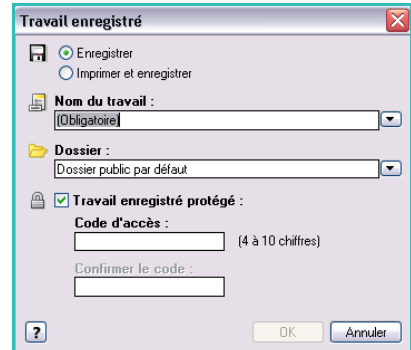 Travail enregistré
Enregistrer
Imprimer et enregistrer
Nom du travail :
(Obligatoire)
Dossier :
Dossier public par défaut
Travail enregistré protégé :
Code d'accès :
(4 à 10 chiffres)
Confirmer le code :
?
OK
Annuler